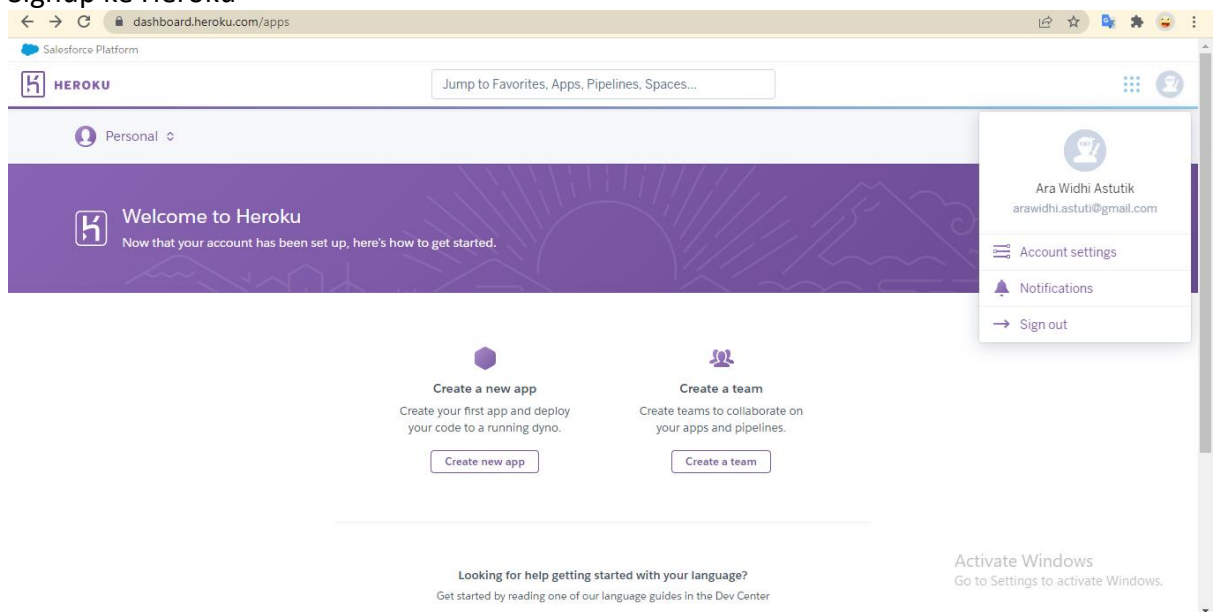 Signup ke Heroku
dashboard.heroku.com/apps
Salesforce Platform
HEROKU
Jump to Favorites, Apps, Pipelines, Spaces...
Personal
Ara Widhi Astutik
arawidhi.astuti@gmail.com
Account settings
Notifications
Sign out
Welcome to Heroku
Now that your account has been set up, here's how to get started.
Create a new app
Create your first app and deploy
your code to a running dyno.
Create new app
Create a team
Create teams to collaborate on
your apps and pipelines.
Create a team
Looking for help getting started with your language?
Get started by reading one of our language guides in the Dev Center
Activate Windows
Go to Settings to activate Windows.